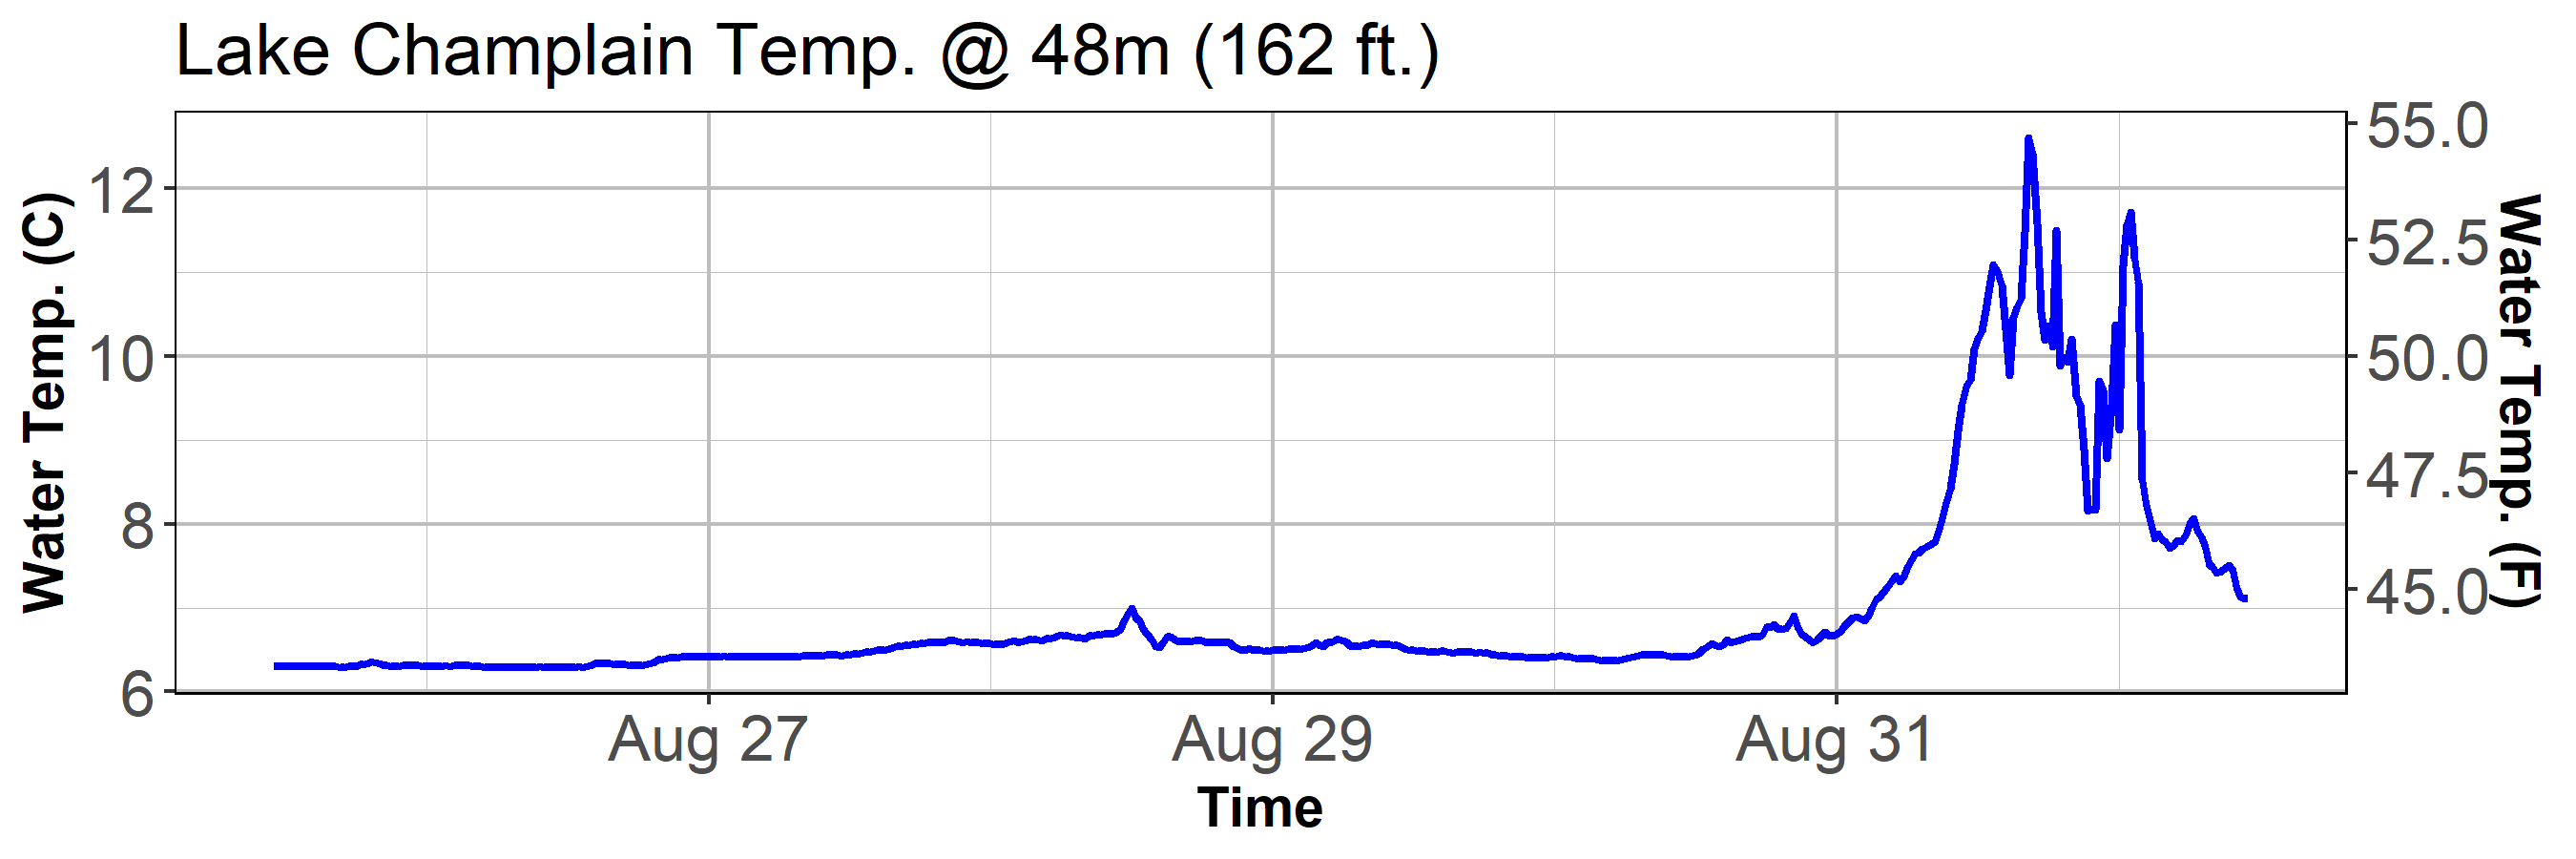 Lake Champlain Temp. @ 48m (162 ft.)
Water Temp. (C)
12
10
8
6
55.0
52.5
50.0
47.5
45.0
Water Temp. (F)
Aug 27 Aug 29 Aug 31
Time